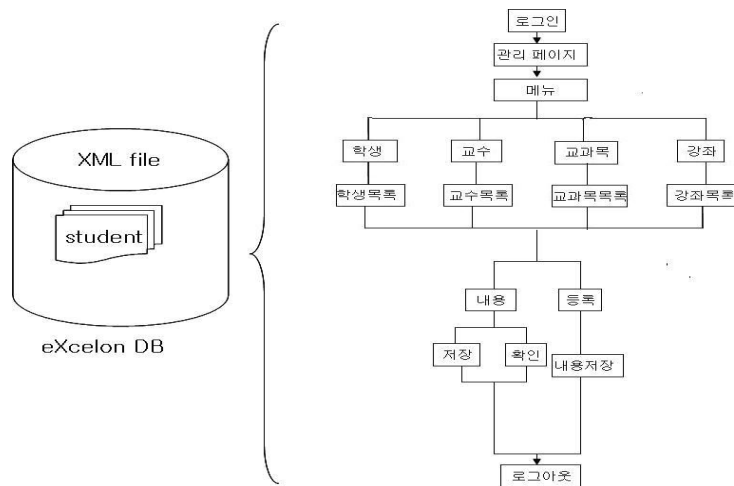 로그인
관리 페이지
메뉴
학생 교수 교과목 강좌
학생목록 교수목록 교과목목록 강좌목록
XML file
student
eXcelon DB
내용 등록
저장 확인 내용저장
로그아웃